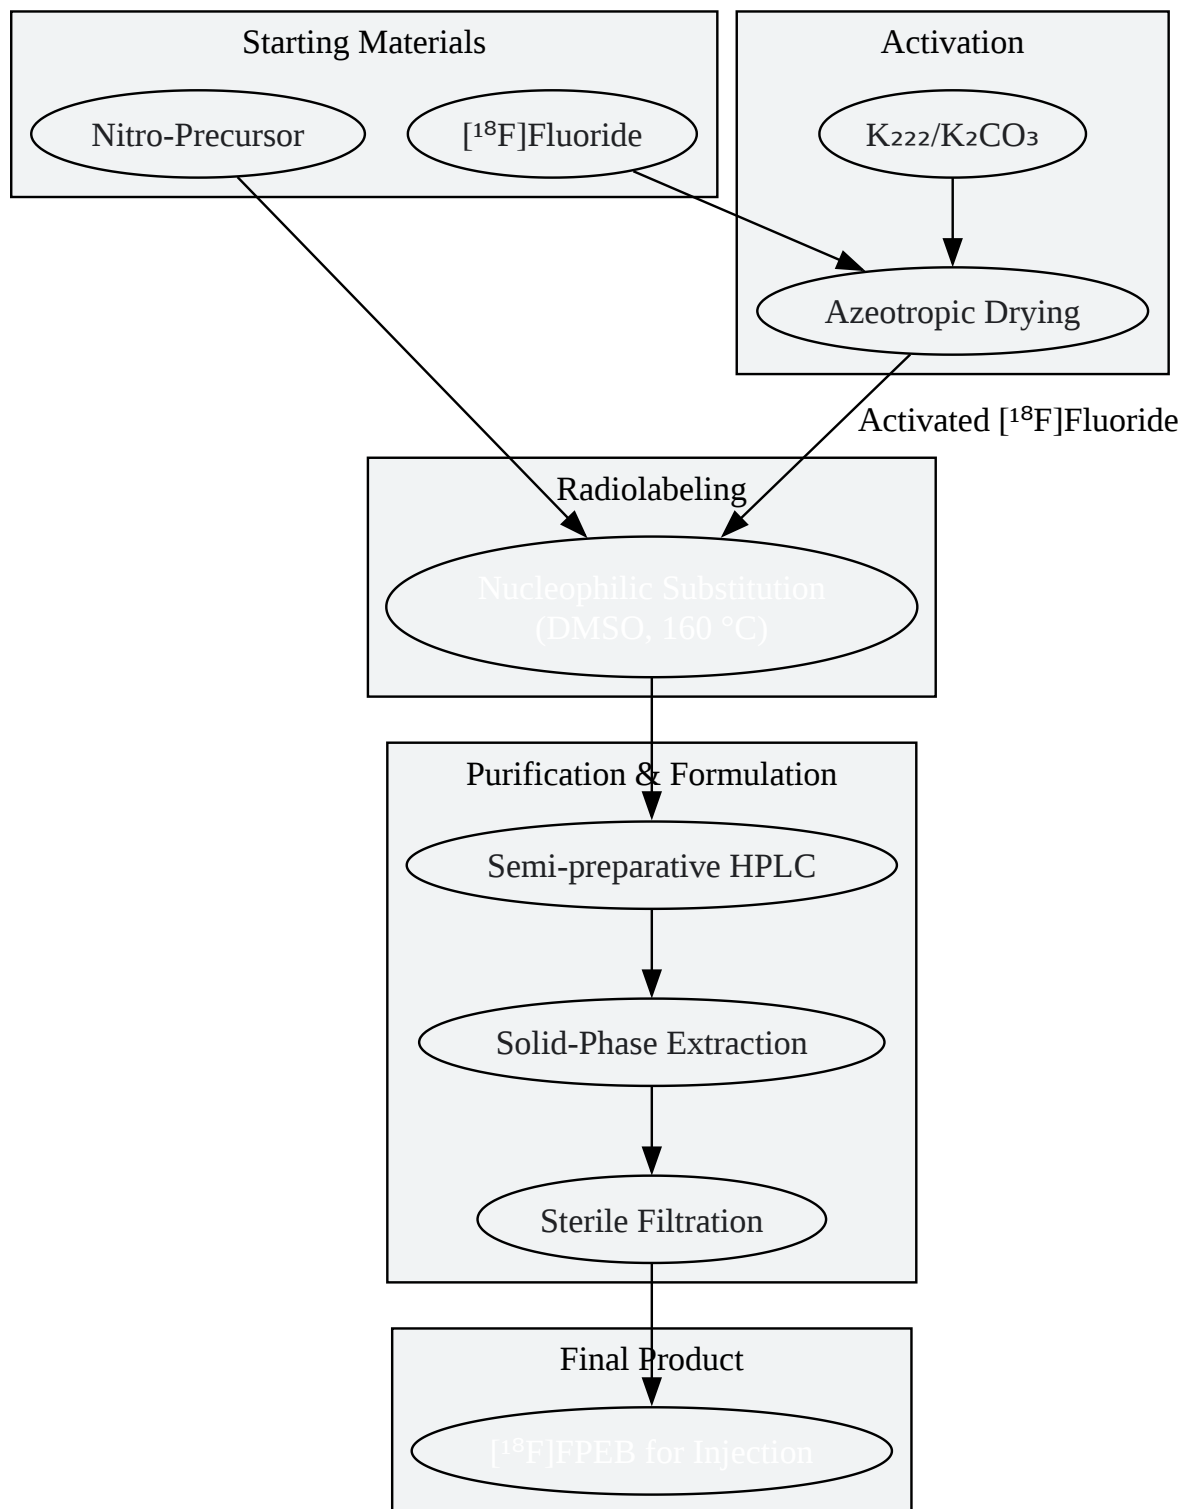 Starting Materials
Nitro-Precursor
[¹⁸F]Fluoride
Activation
K₂₂₂/K₂CO₃
Azeotropic Drying
Activated [¹⁸F]Fluoride
Radiolabeling
Nucleophilic Substitution
(DMSO, 160 °C)
Purification & Formulation
Semi-preparative HPLC
Solid-Phase Extraction
Sterile Filtration
Final Product
[¹⁸F]FPEB for Injection